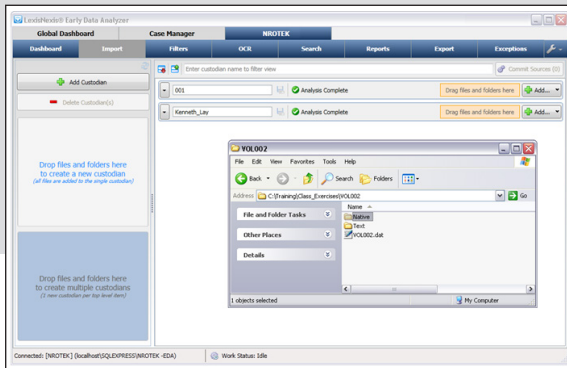 LexisNexis® Early Data Analyzer
Global Dashboard Case Manager NROTEK
Dashboard Import Filters OCR Search Reports Export Exceptions
Add Custodian
Enter custodian name to filter view
Commit Sources (0)
Delete Custodian(s)
001 Analysis Complete Drag files and folders here Add...
Kenneth_Lay Analysis Complete Drag files and folders here Add...
Drop files and folders here
to create a new custodian
(all files are added to the single custodian)
Drop files and folders here
to create multiple custodians
(1 new custodian per top level item)
VOL002
File Edit View Favorites Tools Help
Back Search Folders
Address C:\Training\Class_Exercises\VOL002 Go
File and Folder Tasks
Other Places
Details
Name
Native
Text
VOL002.dat
1 objects selected My Computer
Connected: [NROTEK] (localhost\SQLEXPRESS\NROTEK -EDA) Work Status: Idle